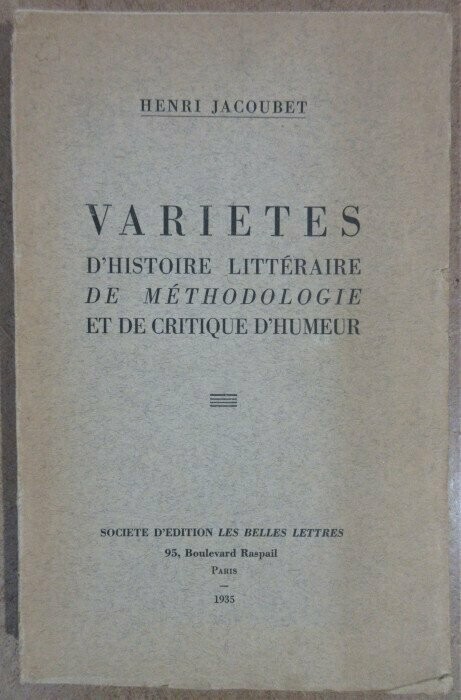 HENRI JACOUBET
VARIETES
D'HISTOIRE LITTÉRAIRE
DE MÉTHODOLOGIE
ET DE CRITIQUE D'HUMEUR
SOCIETE D'EDITION LES BELLES LETTRES
95, Boulevard Raspail
PARIS
—
1935